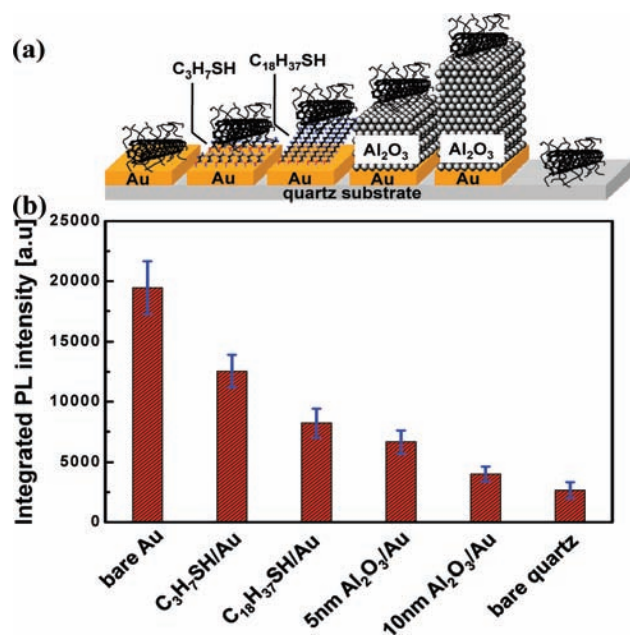 (a)
C₃H₇SH
C₁₈H₃₇SH
Al₂O₃
Al₂O₃
Au
Au
Au
Au
Au
quartz substrate
(b)
Integrated PL intensity [a.u]
25000
20000
15000
10000
5000
0
bare Au
C₃H₇SH/Au
C₁₈H₃₇SH/Au
5nm Al₂O₃/Au
10nm Al₂O₃/Au
bare quartz